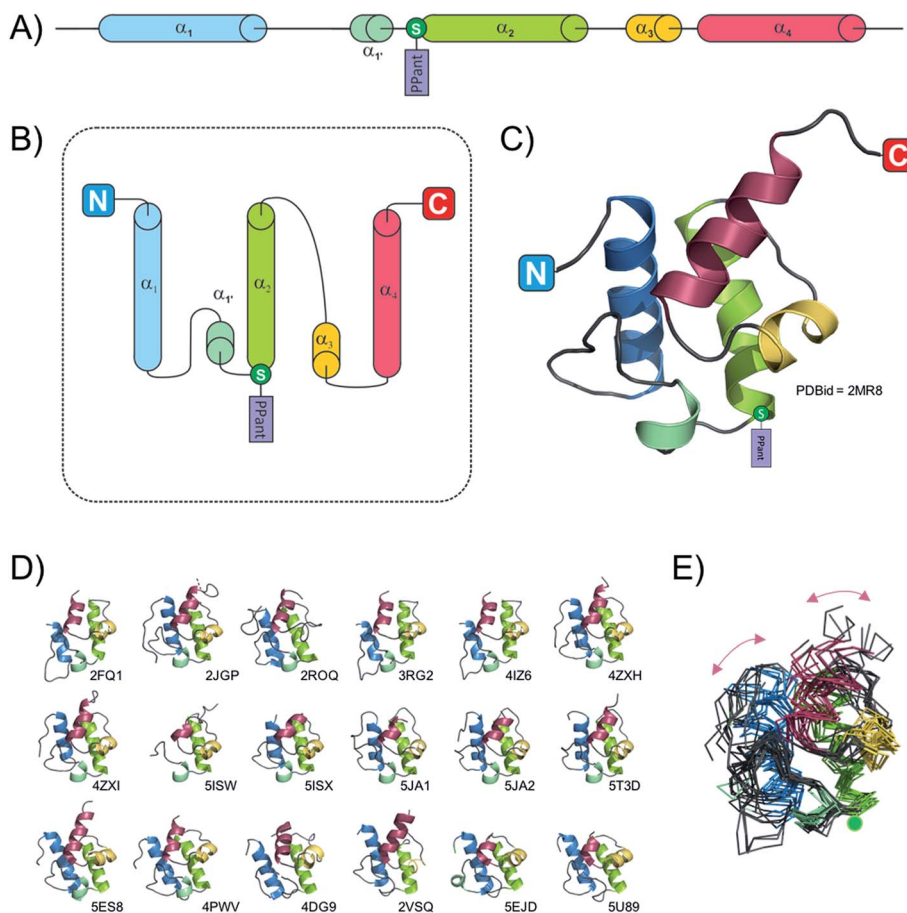 A)
α1
α1'
S
α2
α3
α4
PPant
B)
N
C
α1
α1'
α2
α3
α4
S
PPant
C)
C
N
PDBid = 2MR8
S
PPant
D)
2FQ1 2JGP 2ROQ 3RG2 4IZ6 4ZXH
4ZXI 5ISW 5ISX 5JA1 5JA2 5T3D
5ES8 4PWV 4DG9 2VSQ 5EJD 5U89
E)